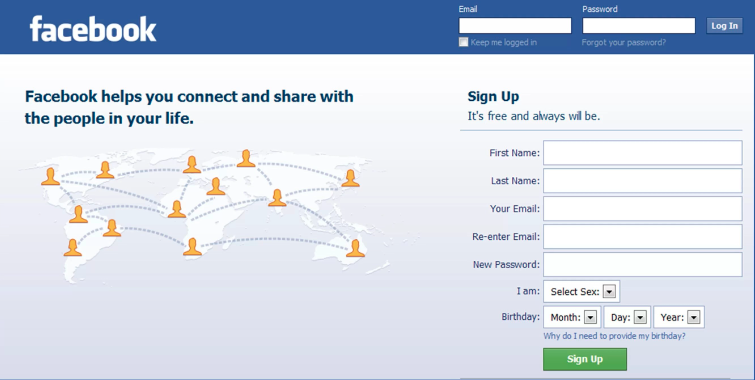 facebook
Email
Password
Log In
Keep me logged in
Forgot your password?
Facebook helps you connect and share with
the people in your life.
Sign Up
It's free and always will be.
First Name:
Last Name:
Your Email:
Re-enter Email:
New Password:
I am: Select Sex:
Birthday: Month: Day: Year:
Why do I need to provide my birthday?
Sign Up